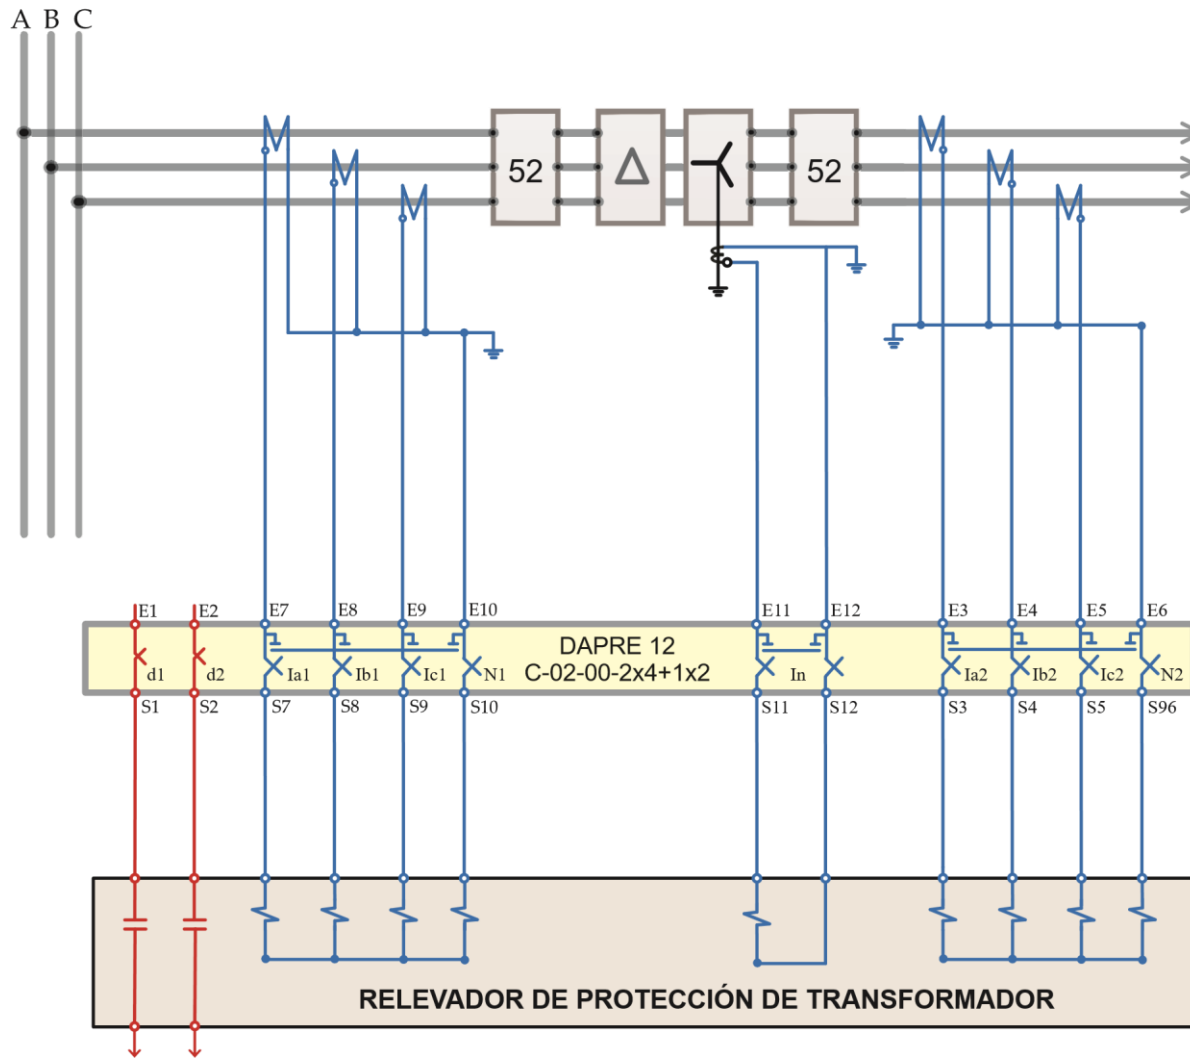 A B C
52 Δ 52
E1 E2 E7 E8 E9 E10 E11 E12 E3 E4 E5 E6
DAPRE 12
C-02-00-2x4+1x2
d1 d2 Ia1 Ib1 Ic1 N1 In Ia2 Ib2 Ic2 N2
S1 S2 S7 S8 S9 S10 S11 S12 S3 S4 S5 S96
RELEVADOR DE PROTECCIÓN DE TRANSFORMADOR